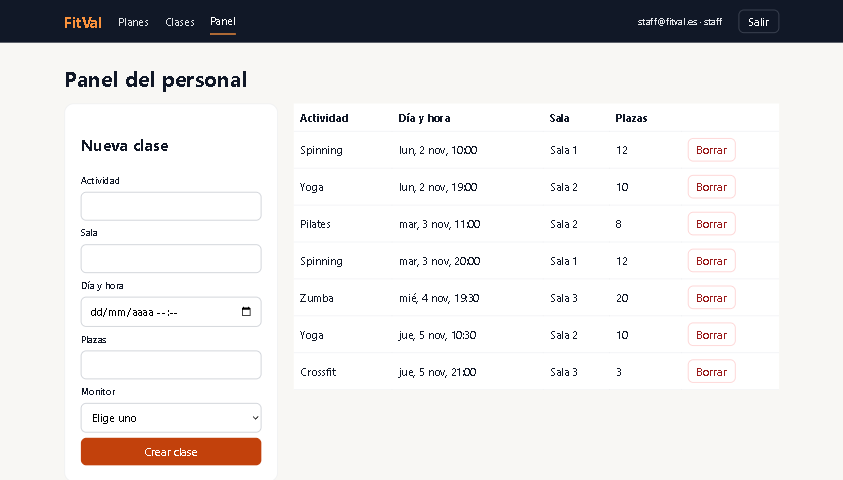 FitVal Planes Clases Panel staff@fitval.es · staff Salir
Panel del personal
Nueva clase
Actividad
Sala
Día y hora
dd/mm/aaaa --:--
Plazas
Monitor
Elige uno
Crear clase
Actividad Día y hora Sala Plazas
Spinning lun, 2 nov, 10:00 Sala 1 12 Borrar
Yoga lun, 2 nov, 19:00 Sala 2 10 Borrar
Pilates mar, 3 nov, 11:00 Sala 2 8 Borrar
Spinning mar, 3 nov, 20:00 Sala 1 12 Borrar
Zumba mié, 4 nov, 19:30 Sala 3 20 Borrar
Yoga jue, 5 nov, 10:30 Sala 2 10 Borrar
Crossfit jue, 5 nov, 21:00 Sala 3 3 Borrar